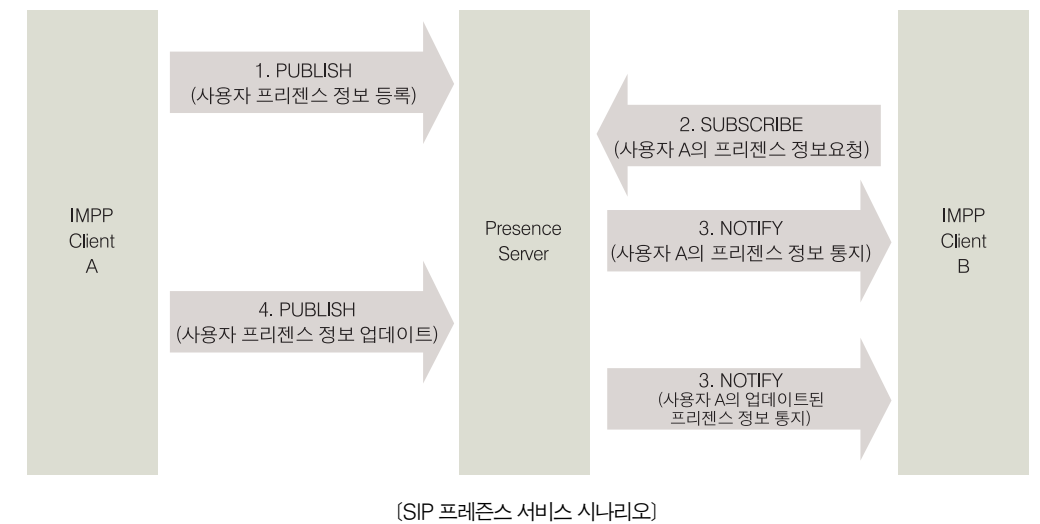 1. PUBLISH
(사용자 프리젠스 정보 등록)
2. SUBSCRIBE
(사용자 A의 프리젠스 정보요청)
IMPP
Client
A
Presence
Server
3. NOTIFY
(사용자 A의 프리젠스 정보 통지)
IMPP
Client
B
4. PUBLISH
(사용자 프리젠스 정보 업데이트)
3. NOTIFY
(사용자 A의 업데이트된
프리젠스 정보 통지)
〔SIP 프레즌스 서비스 시나리오〕